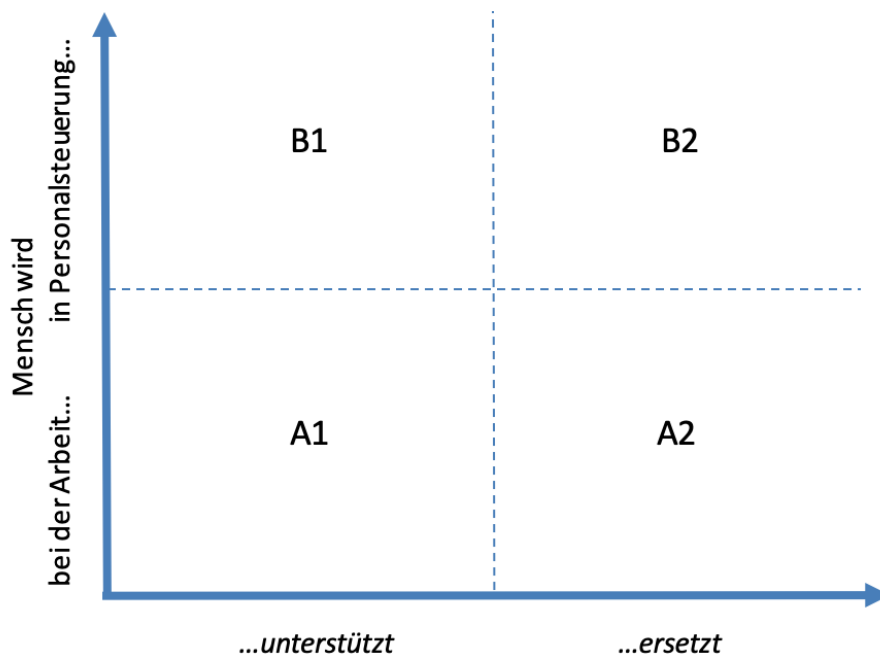 Mensch wird
in Personalsteuerung...
bei der Arbeit...
B1
B2
A1
A2
...unterstützt
...ersetzt